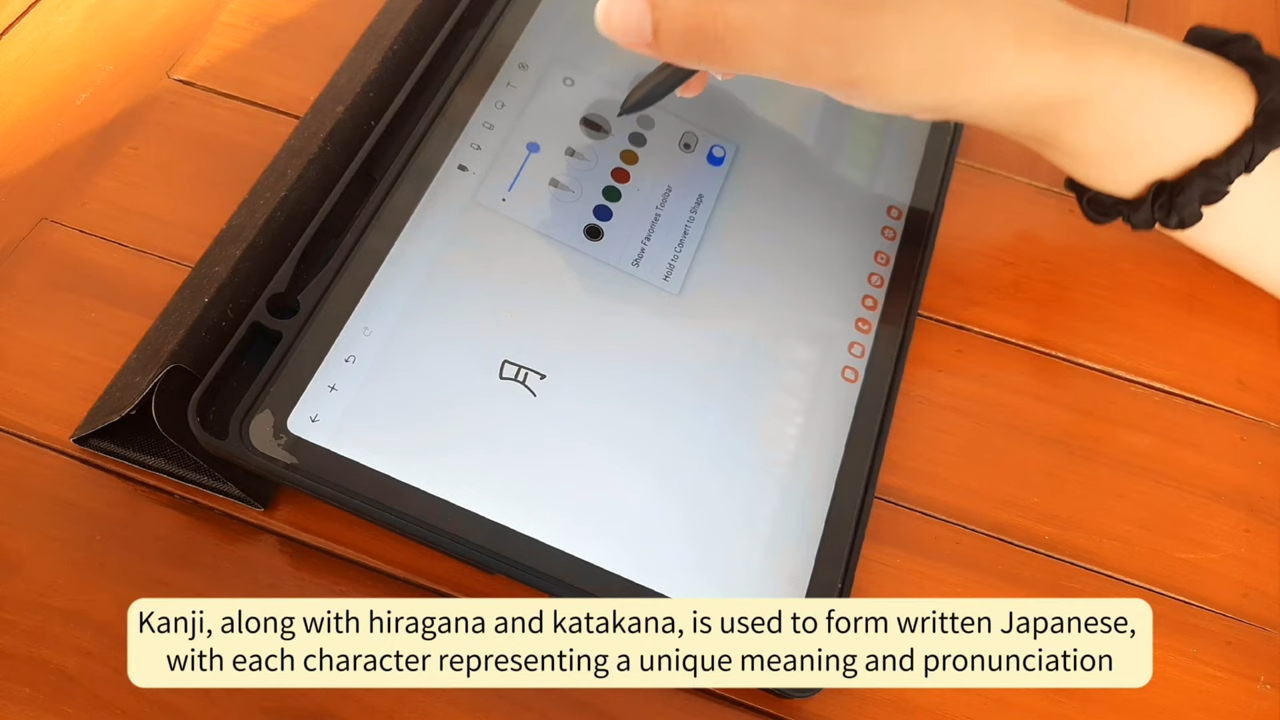 T
Show Favorites Toolbar
Hold to Convert to Shape
月
Kanji, along with hiragana and katakana, is used to form written Japanese,
with each character representing a unique meaning and pronunciation